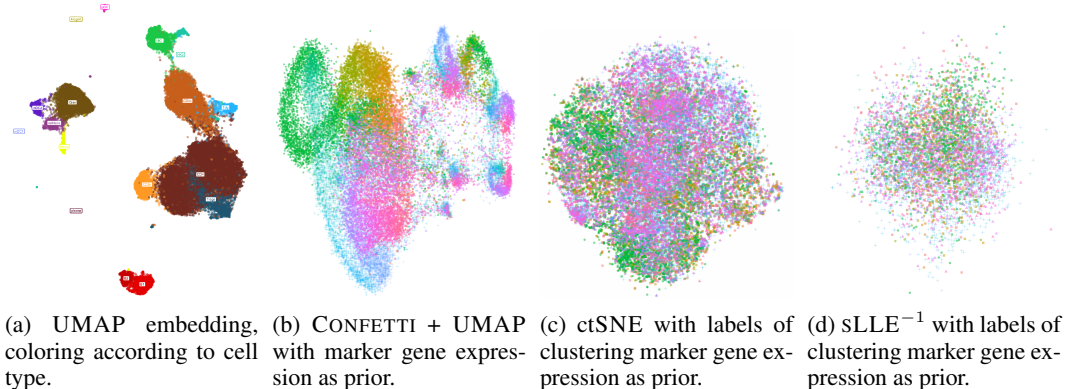 (a) UMAP embedding,
coloring according to cell
type.
(b) CONFETTI + UMAP
with marker gene expres-
sion as prior.
(c) ctSNE with labels of
clustering marker gene ex-
pression as prior.
(d) SLLE⁻¹ with labels of
clustering marker gene ex-
pression as prior.